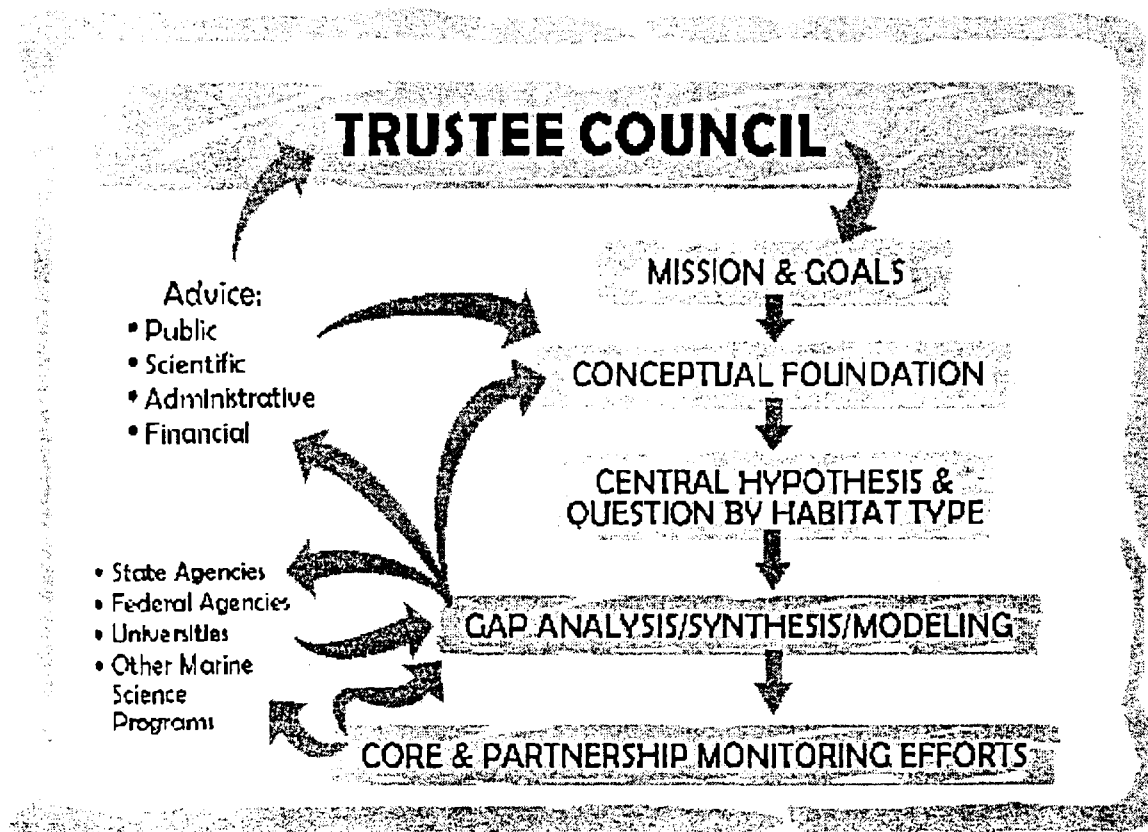 TRUSTEE COUNCIL
MISSION & GOALS
Advice:
• Public
• Scientific
• Administrative
• Financial
CONCEPTUAL FOUNDATION
CENTRAL HYPOTHESIS &
QUESTION BY HABITAT TYPE
• State Agencies
• Federal Agencies
• Universities
• Other Marine
Science
Programs
GAP ANALYSIS/SYNTHESIS/MODELING
CORE & PARTNERSHIP MONITORING EFFORTS